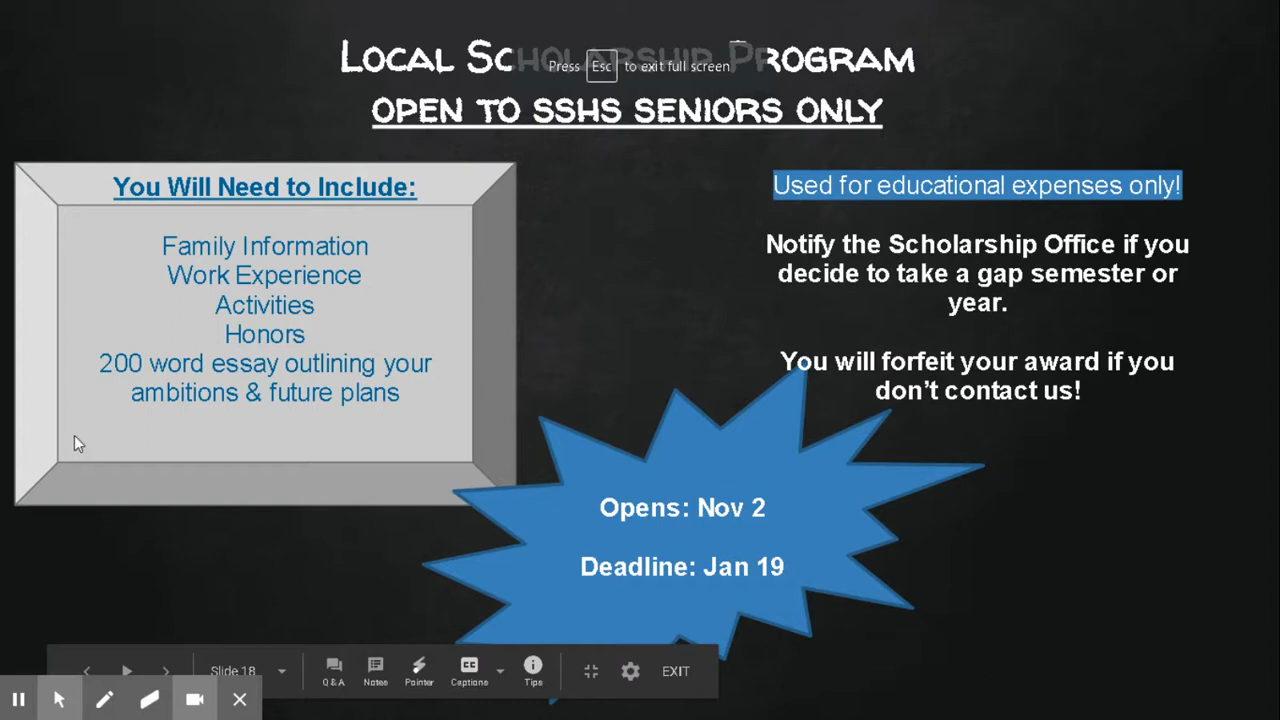 LOCAL SCHOLARSHIP PROGRAM
Press Esc to exit full screen
OPEN TO SSHS SENIORS ONLY
You Will Need to Include:
Family Information
Work Experience
Activities
Honors
200 word essay outlining your
ambitions & future plans
Used for educational expenses only!
Notify the Scholarship Office if you
decide to take a gap semester or
year.
You will forfeit your award if you
don't contact us!
Opens: Nov 2
Deadline: Jan 19
Slide 18
Q & A
Notes
Pointer
Captions
Tips
EXIT